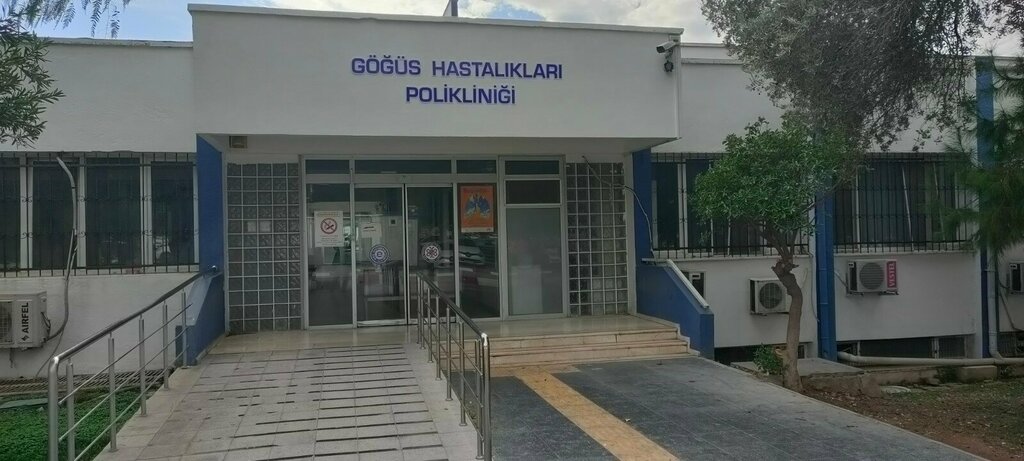 GÖĞÜS HASTALIKLARI
POLİKLİNİĞİ
AIRFEL
VESTEL